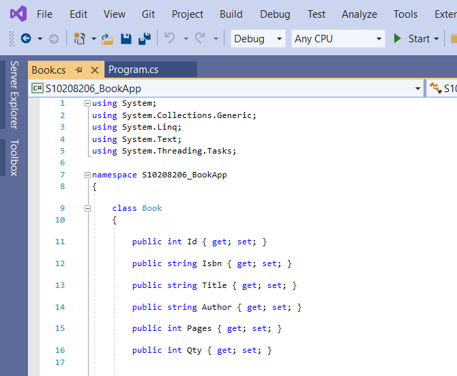 File Edit View Git Project Build Debug Test Analyze Tools Exter
Debug Any CPU Start
Server Explorer
Toolbox
Book.cs Program.cs
C# S10208206_BookApp S10
1 using System;
2 using System.Collections.Generic;
3 using System.Linq;
4 using System.Text;
5 using System.Threading.Tasks;
6
7 namespace S10208206_BookApp
8 {
9 class Book
10 {
11 public int Id { get; set; }
12 public string Isbn { get; set; }
13 public string Title { get; set; }
14 public string Author { get; set; }
15 public int Pages { get; set; }
16 public int Qty { get; set; }
17